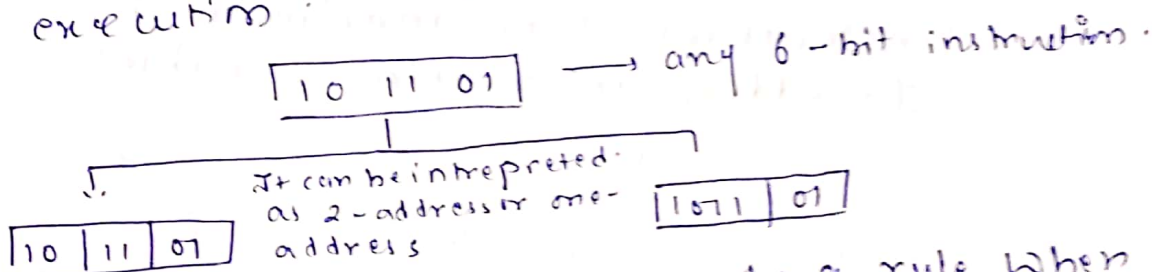 execution
10 11 01 → any 6-bit instruction.
It can be intrepreted.
as 2-address or one-
address
10 | 11 | 01
1011 | 01
a rule when